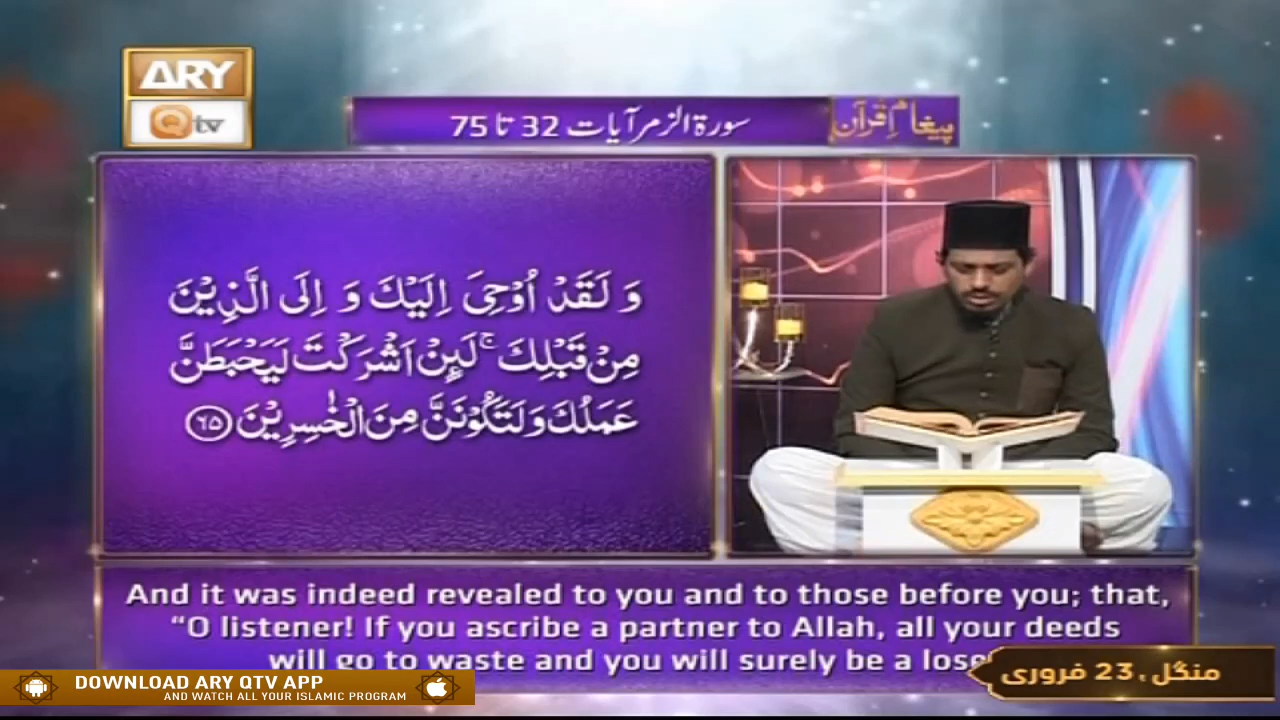 ARY
Qtv
پیغام قرآن
سورۃ الزمر آیات 32 تا 75
وَ لَقَدْ اُوْحِیَ اِلَیْكَ وَ اِلَی الَّذِیْنَ
مِنْ قَبْلِكَ ۚ لَىِٕنْ اَشْرَكْتَ لَیَحْبَطَنَّ
عَمَلُكَ وَ لَتَكُوْنَنَّ مِنَ الْخٰسِرِیْنَ ﴿۶۵﴾
And it was indeed revealed to you and to those before you; that,
“O listener! If you ascribe a partner to Allah, all your deeds
will go to waste and you will surely be a lose
منگل، 23 فروری
DOWNLOAD ARY QTV APP
AND WATCH ALL YOUR ISLAMIC PROGRAM